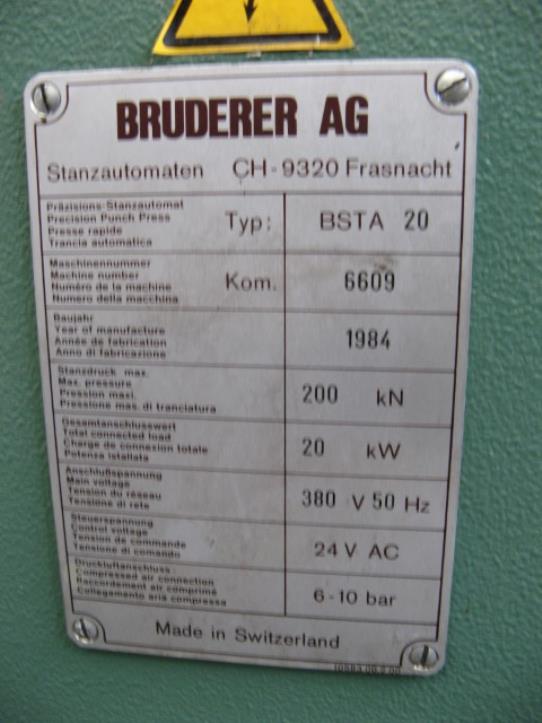 BRUDERER AG
Stanzautomaten CH-9320 Frasnacht
Präzisions-Stanzautomat
Precision Punch Press
Presse rapide
Trancia automatica
Typ: BSTA 20
Maschinennummer
Machine number
Numéro de la machine
Numero della macchina
Kom. 6609
Baujahr
Year of manufacture
Année de fabrication
Anno di fabricazione
1984
Stanzdruck max.
Max. pressure
Pression maxi.
Pressione mas. di tranciatura
200 kN
Gesamtanschlusswert
Total connected load
Charge de connexion totale
Potenza istallata
20 kW
Anschlußspannung
Main voltage
Tension du réseau
Tensione di rete
380 V 50 Hz
Steuerspannung
Control voltage
Tension de commande
Tensione di comando
24 V AC
Druckluftanschluss:
Compressed air connection
Raccordement air comprimé
Collegamento aria compressa
6-10 bar
Made in Switzerland